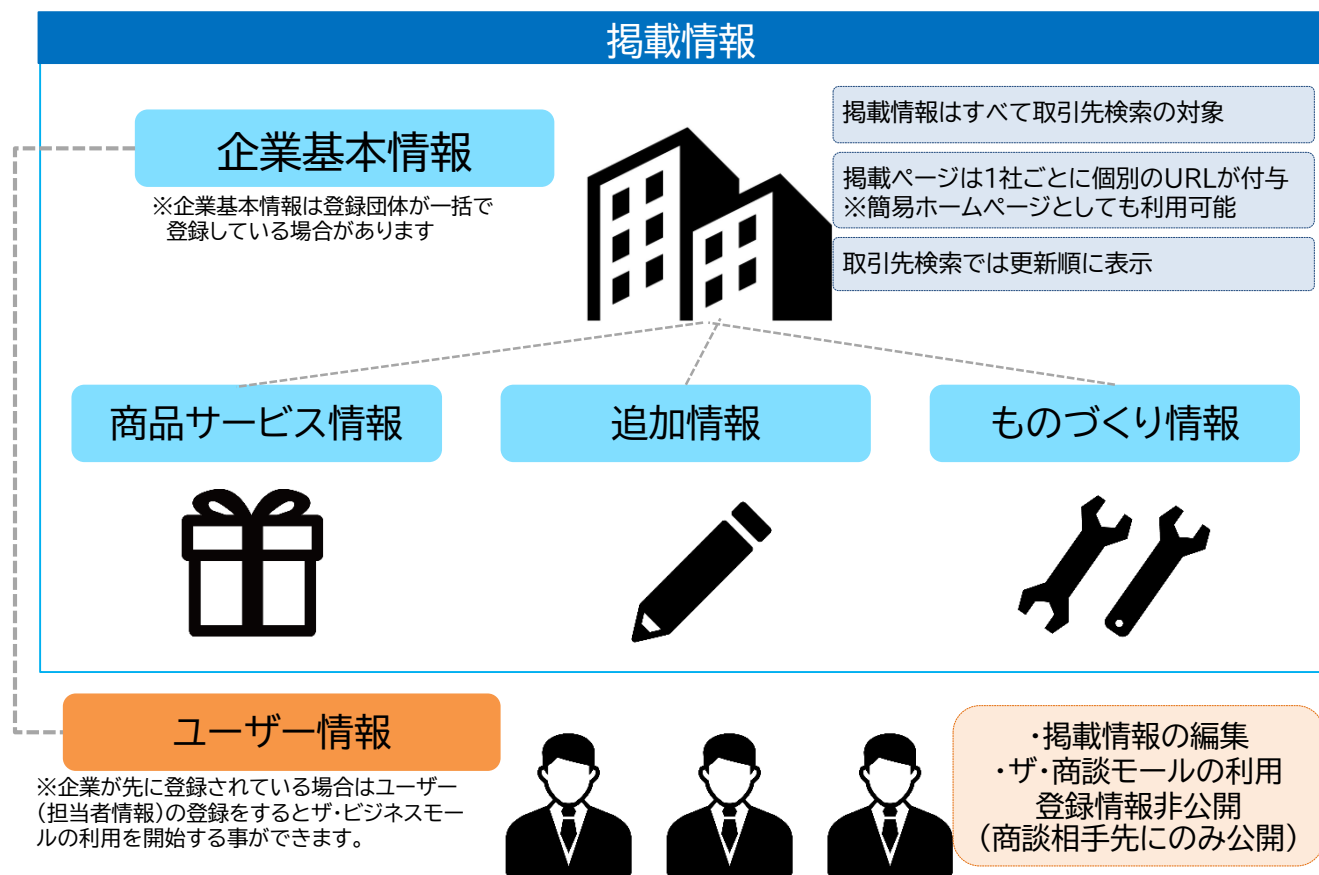 掲載情報
企業基本情報
※企業基本情報は登録団体が一括で
登録している場合があります
掲載情報はすべて取引先検索の対象
掲載ページは1社ごとに個別のURLが付与
※簡易ホームページとしても利用可能
取引先検索では更新順に表示
商品サービス情報
追加情報
ものづくり情報
ユーザー情報
※企業が先に登録されている場合はユーザー
(担当者情報)の登録をするとザ・ビジネスモー
ルの利用を開始する事ができます。
・掲載情報の編集
・ザ・商談モールの利用
登録情報非公開
(商談相手先にのみ公開)